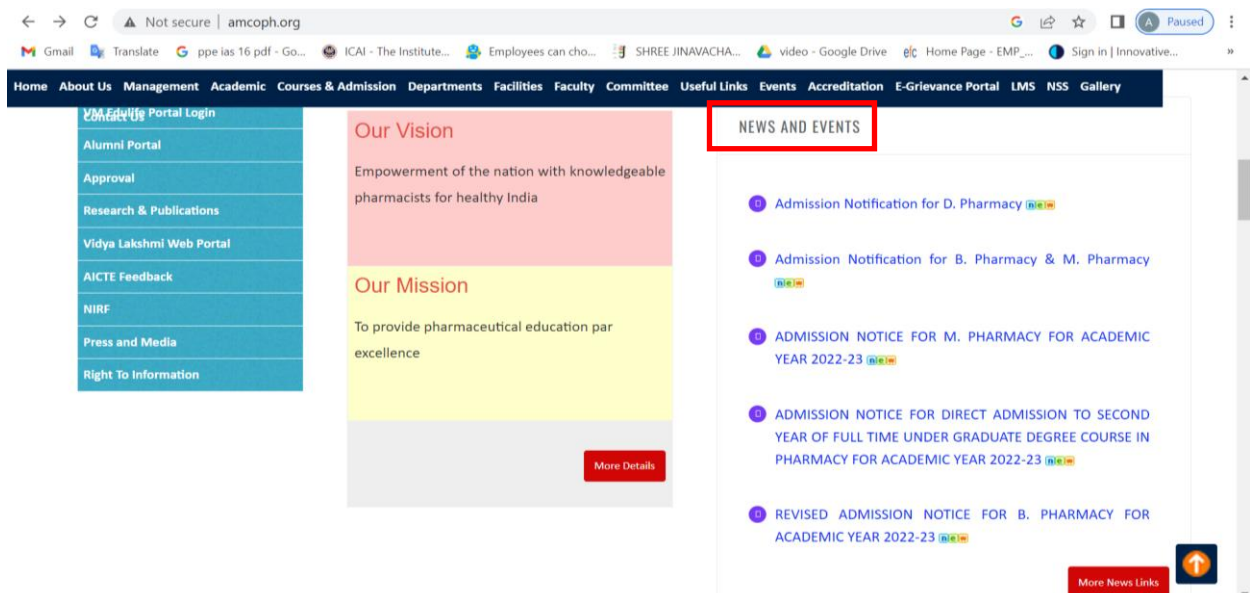 Not secure | amcoph.org
G
A Paused
Gmail Translate G ppe ias 16 pdf - Go... ICAI - The Institute... Employees can cho... SHREE JINAVACHA... video - Google Drive elc Home Page - EMP_... Sign in | Innovative... »
Home About Us Management Academic Courses & Admission Departments Facilities Faculty Committee Useful Links Events Accreditation E-Grievance Portal LMS NSS Gallery
VM Edulife Portal Login
Contact Us
Alumni Portal
Approval
Research & Publications
Vidya Lakshmi Web Portal
AICTE Feedback
NIRF
Press and Media
Right To Information
Our Vision
Empowerment of the nation with knowledgeable
pharmacists for healthy India
Our Mission
To provide pharmaceutical education par
excellence
More Details
NEWS AND EVENTS
Admission Notification for D. Pharmacy new
Admission Notification for B. Pharmacy & M. Pharmacy
new
ADMISSION NOTICE FOR M. PHARMACY FOR ACADEMIC
YEAR 2022-23 new
ADMISSION NOTICE FOR DIRECT ADMISSION TO SECOND
YEAR OF FULL TIME UNDER GRADUATE DEGREE COURSE IN
PHARMACY FOR ACADEMIC YEAR 2022-23 new
REVISED ADMISSION NOTICE FOR B. PHARMACY FOR
ACADEMIC YEAR 2022-23 new
More News Links